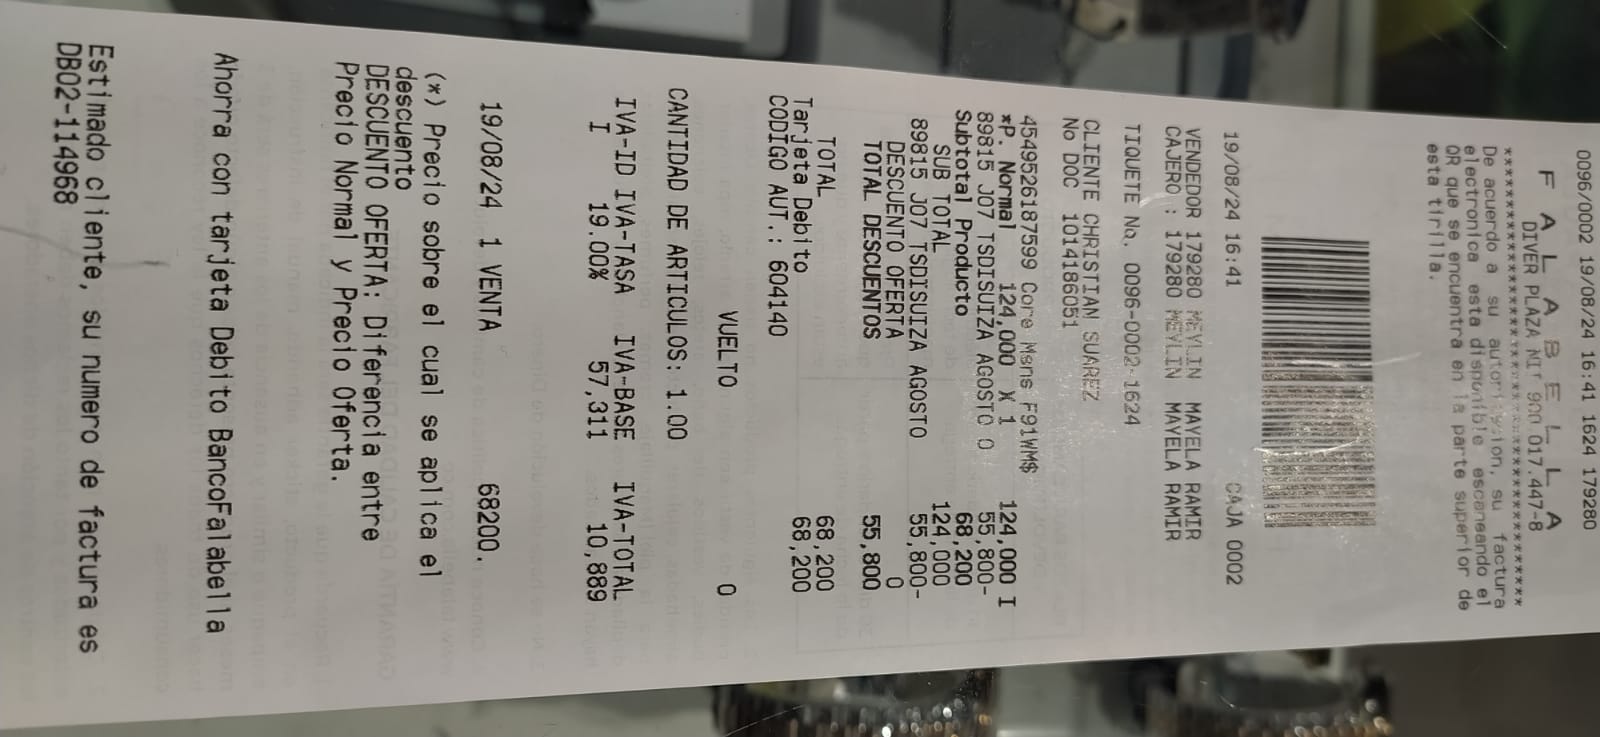 0096/0002 19/08/24 16:41 1624 179280
F A L A B E L L A
DIVER PLAZA NIT 900.017.447-8
************************************
De acuerdo a su autorizacion, su factura
electronica esta disponible escaneando el
QR que se encuentra en la parte superior de
esta tirilla.
19/08/24 16:41 CAJA 0002
VENDEDOR 179280 MEYLIN MAYELA RAMIR
CAJERO : 179280 MEYLIN MAYELA RAMIR
TIQUETE No. 0096-0002-1624
CLIENTE CHRISTIAN SUAREZ
No DOC 1014186051
4549526187599 Core Mens F91WM$ 124,000 I
*P. Normal 124,000 X 1
89815 J07 TSDISUIZA AGOSTO O 55,800-
Subtotal Producto 68,200
SUB TOTAL 124,000
89815 J07 TSDISUIZA AGOSTO 55,800-
DESCUENTO OFERTA 0
TOTAL DESCUENTOS 55,800
TOTAL 68,200
Tarjeta Debito 68,200
CODIGO AUT.: 604140
VUELTO 0
CANTIDAD DE ARTICULOS: 1.00
IVA-ID IVA-TASA IVA-BASE IVA-TOTAL
I 19.00% 57,311 10,889
19/08/24 1 VENTA 68200.
(*) Precio sobre el cual se aplica el
descuento
DESCUENTO OFERTA: Diferencia entre
Precio Normal y Precio Oferta.
Ahorra con tarjeta Debito BancoFalabella
Estimado cliente, su numero de factura es
DB02-114968